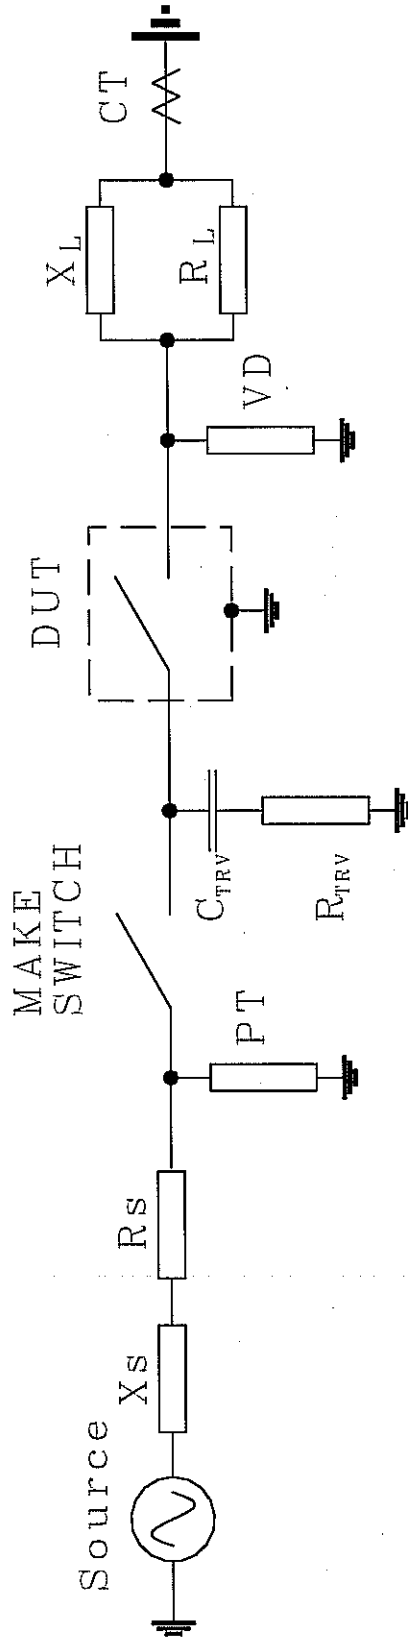 Source
Xs
Rs
PT
MAKE
SWITCH
CTRV
RTRV
DUT
VD
XL
RL
CT